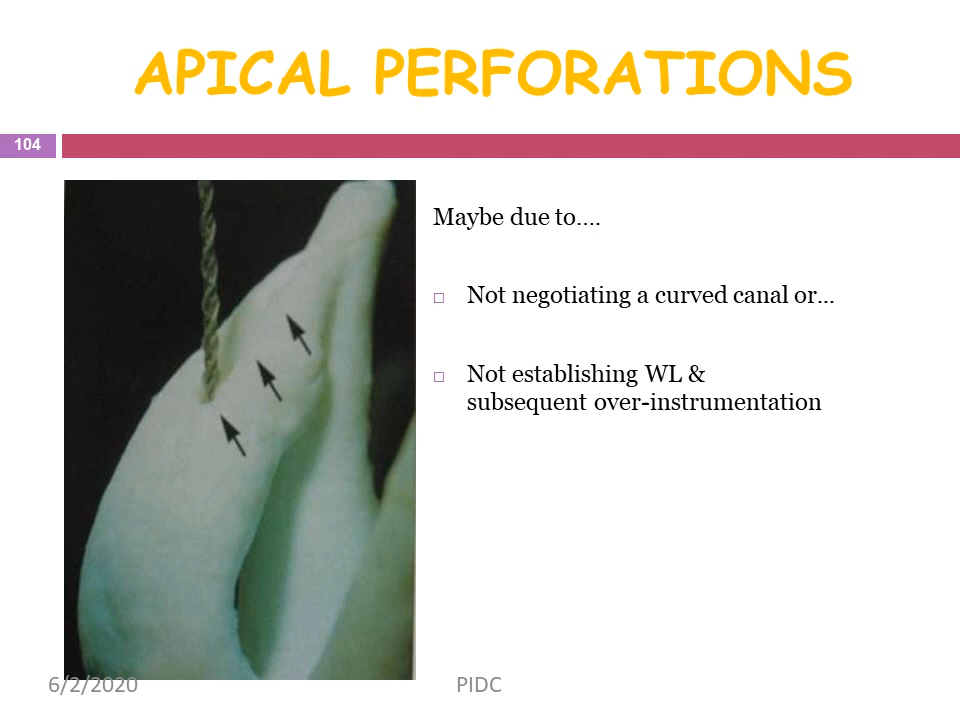 APICAL PERFORATIONS
104
Maybe due to….
Not negotiating a curved canal or…
Not establishing WL &
subsequent over-instrumentation
6/2/2020
PIDC